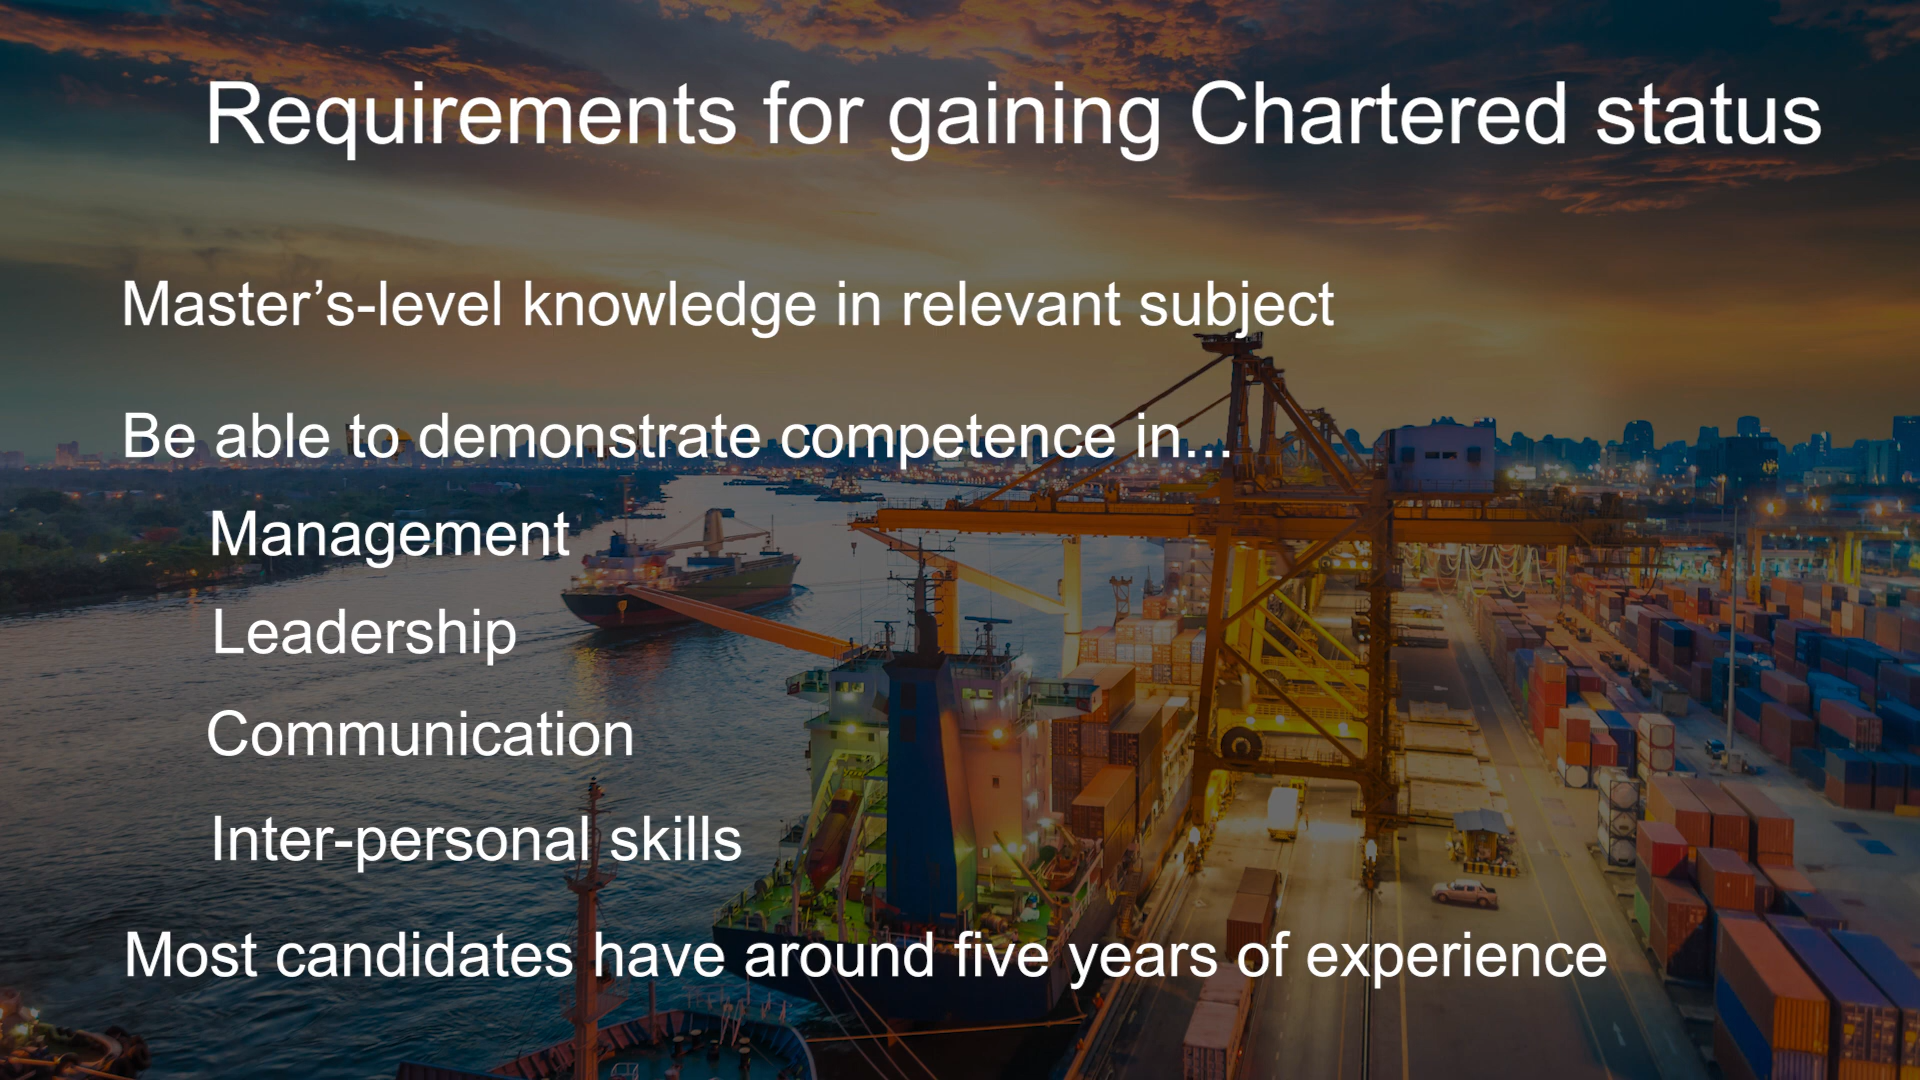 Requirements for gaining Chartered status
Master’s-level knowledge in relevant subject
Be able to demonstrate competence in...
Management
Leadership
Communication
Inter-personal skills
Most candidates have around five years of experience